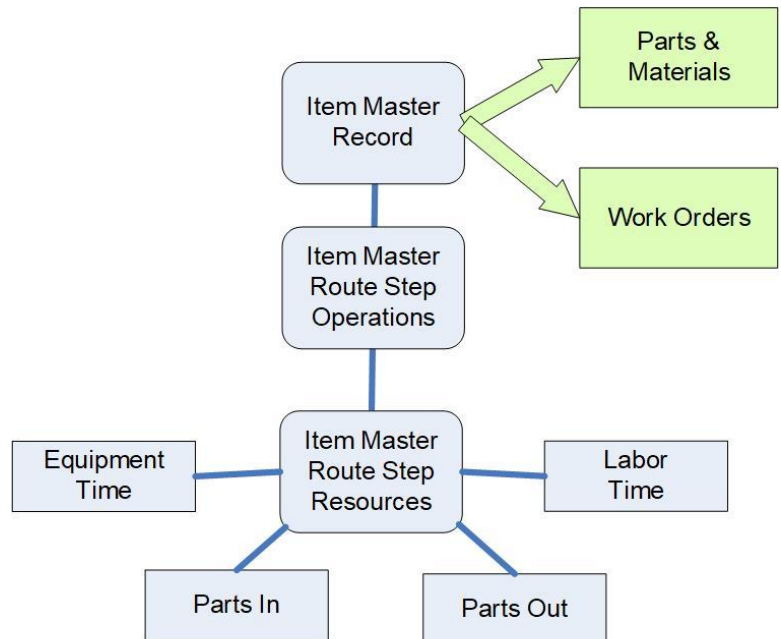 Parts &
Materials
Item Master
Record
Work Orders
Item Master
Route Step
Operations
Equipment
Time
Item Master
Route Step
Resources
Labor
Time
Parts In
Parts Out